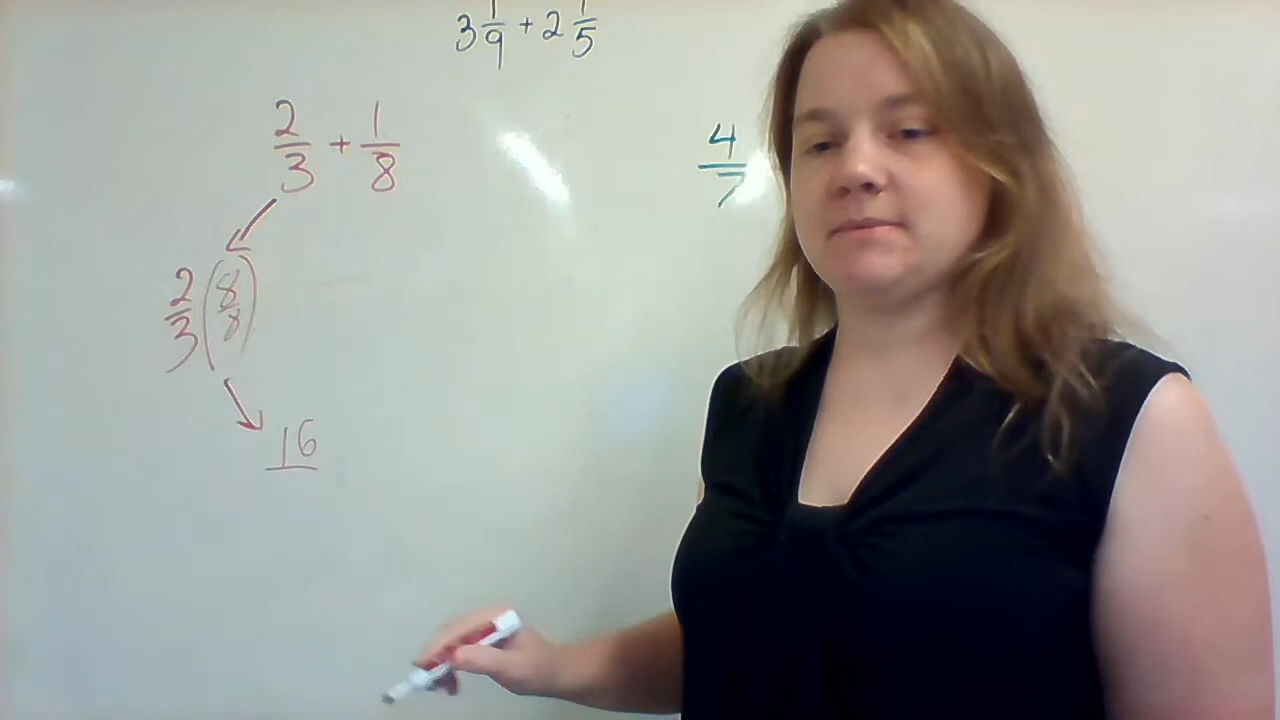 3 1/9 + 2 1/5
2/3 + 1/8
4/7
2/3 (8/8)
16